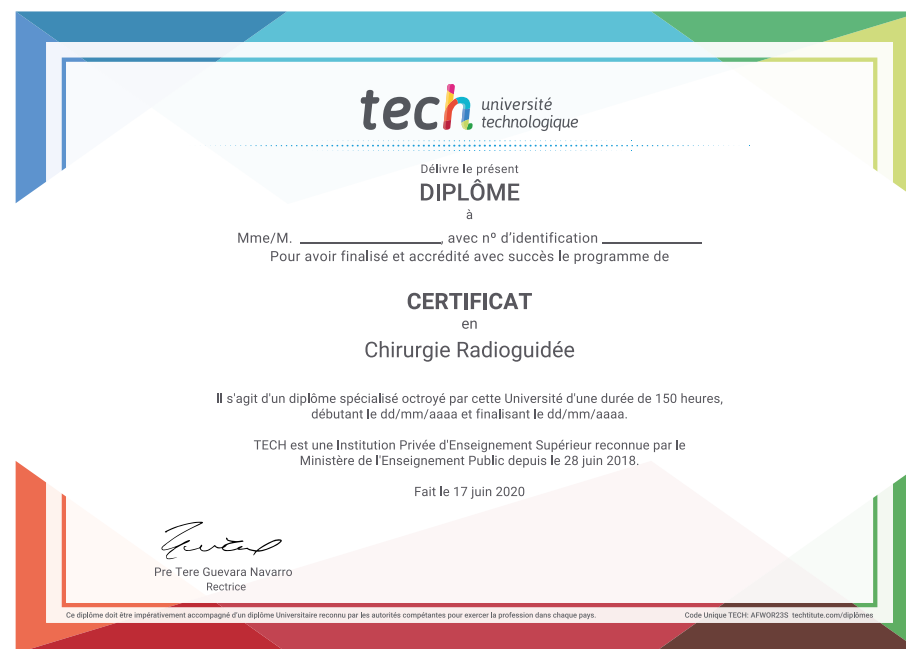 tech université
technologique
Délivre le présent
DIPLÔME
à
Mme/M. ____________________, avec nº d'identification ______________
Pour avoir finalisé et accrédité avec succès le programme de
CERTIFICAT
en
Chirurgie Radioguidée
Il s'agit d'un diplôme spécialisé octroyé par cette Université d'une durée de 150 heures,
débutant le dd/mm/aaaa et finalisant le dd/mm/aaaa.
TECH est une Institution Privée d'Enseignement Supérieur reconnue par le
Ministère de l'Enseignement Public depuis le 28 juin 2018.
Fait le 17 juin 2020
Pre Tere Guevara Navarro
Rectrice
Ce diplôme doit être impérativement accompagné d'un diplôme Universitaire reconnu par les autorités compétantes pour exercer la profession dans chaque pays.
Code Unique TECH: AFWOR23S techtitute.com/diplômes